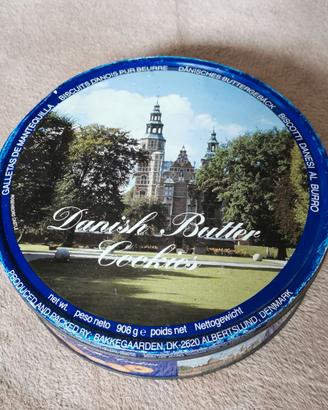 GALLETAS DE MANTEQUILLA
BISCUITS DANOIS PUR BEURRE
DÄNISCHES BUTTERGEBÄCK
BISCOTTI DANESI AL BURRO
Danish Butter
Cookies
net wt peso neto 908 g e poids net Nettogewicht
PRODUCED AND PACKED BY: BAKKEGAARDEN, DK-2620 ALBERTSLUND, DENMARK